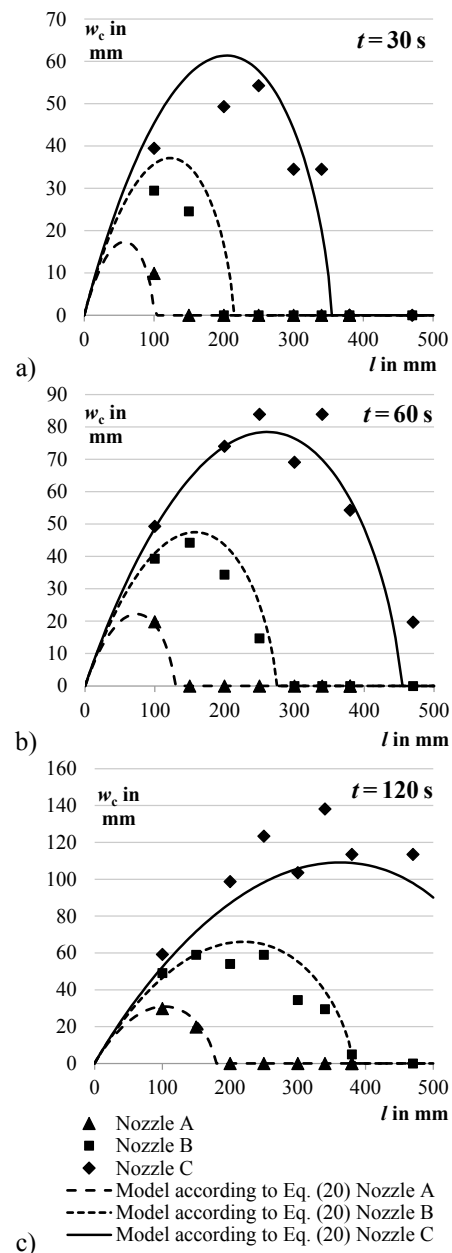 w_c in
mm
t = 30 s
70
60
50
40
30
20
10
0
0 100 200 300 400 500
l in mm
a)
w_c in
mm
t = 60 s
90
80
70
60
50
40
30
20
10
0
0 100 200 300 400 500
l in mm
b)
w_c in
mm
t = 120 s
160
140
120
100
80
60
40
20
0
0 100 200 300 400 500
l in mm
Nozzle A
Nozzle B
Nozzle C
Model according to Eq. (20) Nozzle A
Model according to Eq. (20) Nozzle B
Model according to Eq. (20) Nozzle C
c)